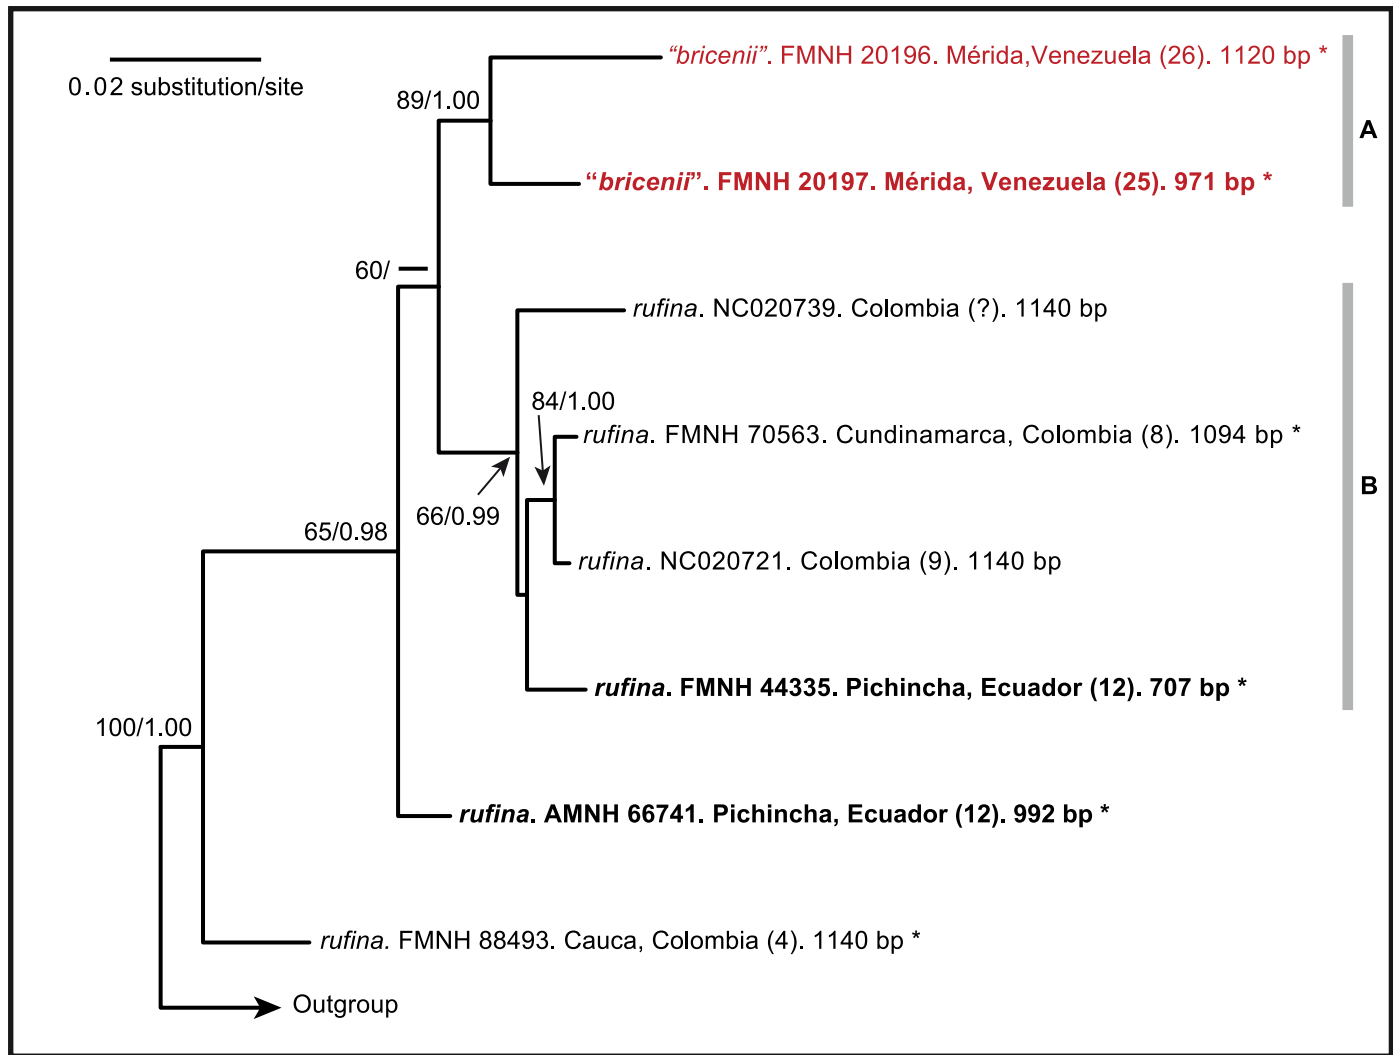 "bricenii". FMNH 20196. Mérida,Venezuela (26). 1120 bp *
0.02 substitution/site
89/1.00
A
"bricenii". FMNH 20197. Mérida, Venezuela (25). 971 bp *
60/ —
rufina. NC020739. Colombia (?). 1140 bp
84/1.00
rufina. FMNH 70563. Cundinamarca, Colombia (8). 1094 bp *
B
66/0.99
65/0.98
rufina. NC020721. Colombia (9). 1140 bp
rufina. FMNH 44335. Pichincha, Ecuador (12). 707 bp *
100/1.00
rufina. AMNH 66741. Pichincha, Ecuador (12). 992 bp *
rufina. FMNH 88493. Cauca, Colombia (4). 1140 bp *
Outgroup